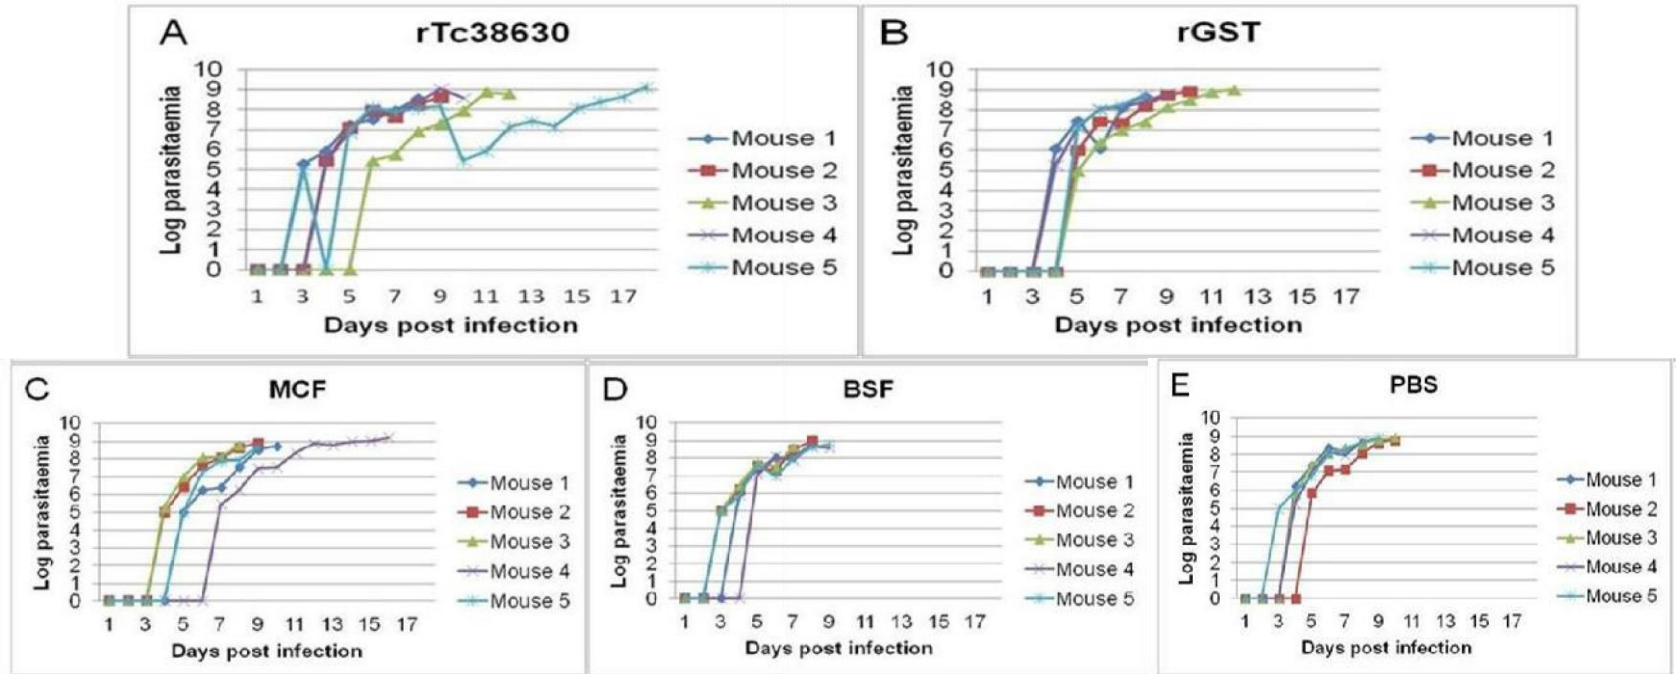 A
rTc38630
Log parasitaemia
10
9
8
7
6
5
4
3
2
1
0
1 3 5 7 9 11 13 15 17
Days post infection
Mouse 1
Mouse 2
Mouse 3
Mouse 4
Mouse 5
B
rGST
Log parasitaemia
10
9
8
7
6
5
4
3
2
1
0
1 3 5 7 9 11 13 15 17
Days post infection
Mouse 1
Mouse 2
Mouse 3
Mouse 4
Mouse 5
C
MCF
Log parasitaemia
10
9
8
7
6
5
4
3
2
1
0
1 3 5 7 9 11 13 15 17
Days post infection
Mouse 1
Mouse 2
Mouse 3
Mouse 4
Mouse 5
D
BSF
Log parasitaemia
10
9
8
7
6
5
4
3
2
1
0
1 3 5 7 9 11 13 15 17
Days post infection
Mouse 1
Mouse 2
Mouse 3
Mouse 4
Mouse 5
E
PBS
Log parasitaemia
10
9
8
7
6
5
4
3
2
1
0
1 3 5 7 9 11 13 15 17
Days post infection
Mouse 1
Mouse 2
Mouse 3
Mouse 4
Mouse 5